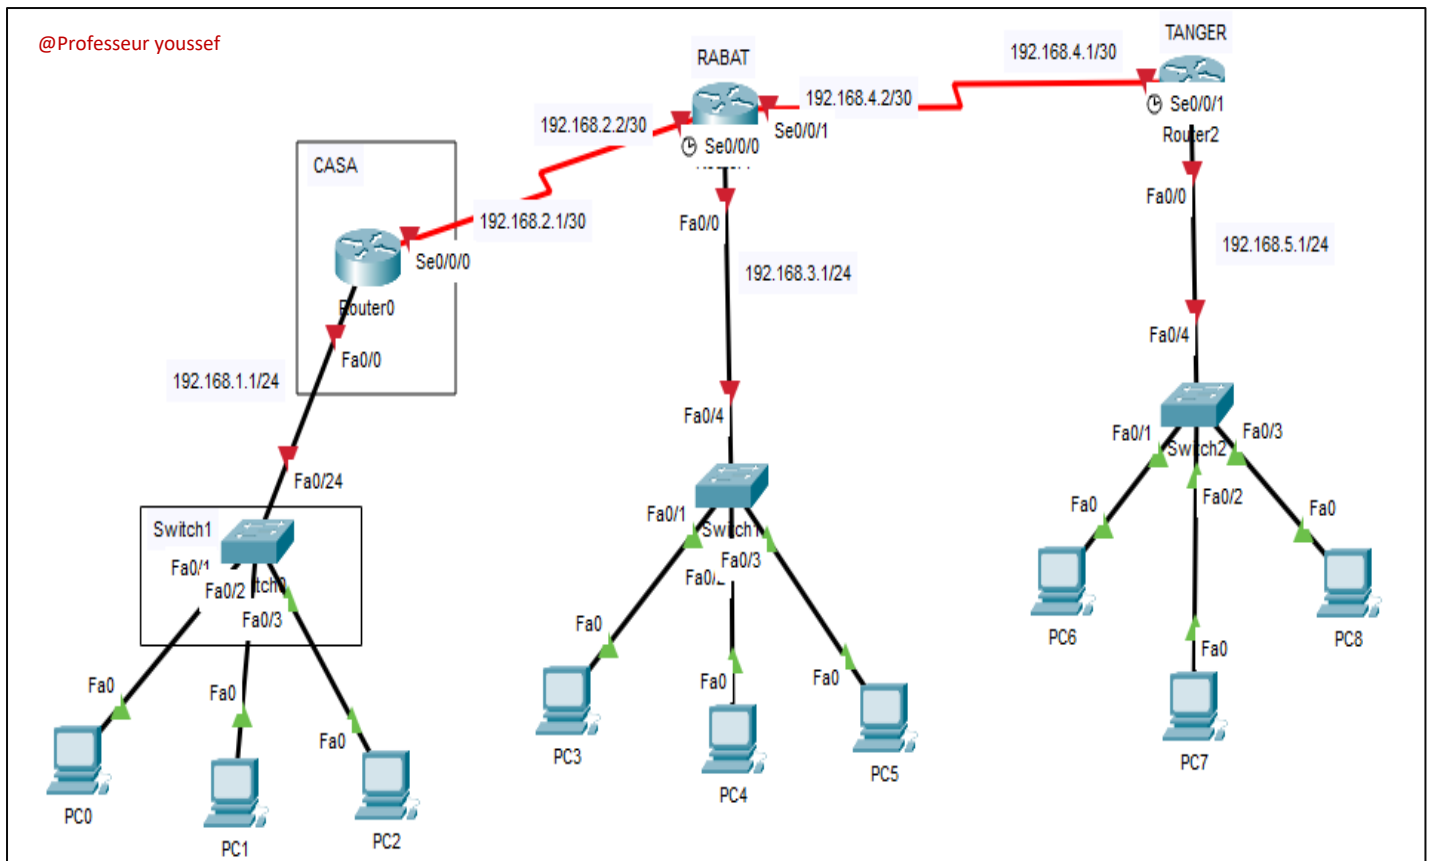 @Professeur youssef
TANGER
192.168.4.1/30
RABAT
192.168.4.2/30
Se0/0/1
Router2
192.168.2.2/30
Se0/0/1
Se0/0/0
CASA
192.168.2.1/30
Se0/0/0
Router0
Fa0/0
192.168.1.1/24
Fa0/24
Fa0/0
192.168.3.1/24
Fa0/4
Fa0/0
192.168.5.1/24
Fa0/4
Switch1
Fa0/1
Fa0/2
Fa0/3
Fa0
Fa0
Fa0
PC0
PC1
PC2
Fa0/1
Switch1
Fa0/3
Fa0
Fa0
Fa0
PC3
PC4
PC5
Fa0/1
Fa0/3
Switch2
Fa0/2
Fa0
Fa0
Fa0
PC6
PC7
PC8